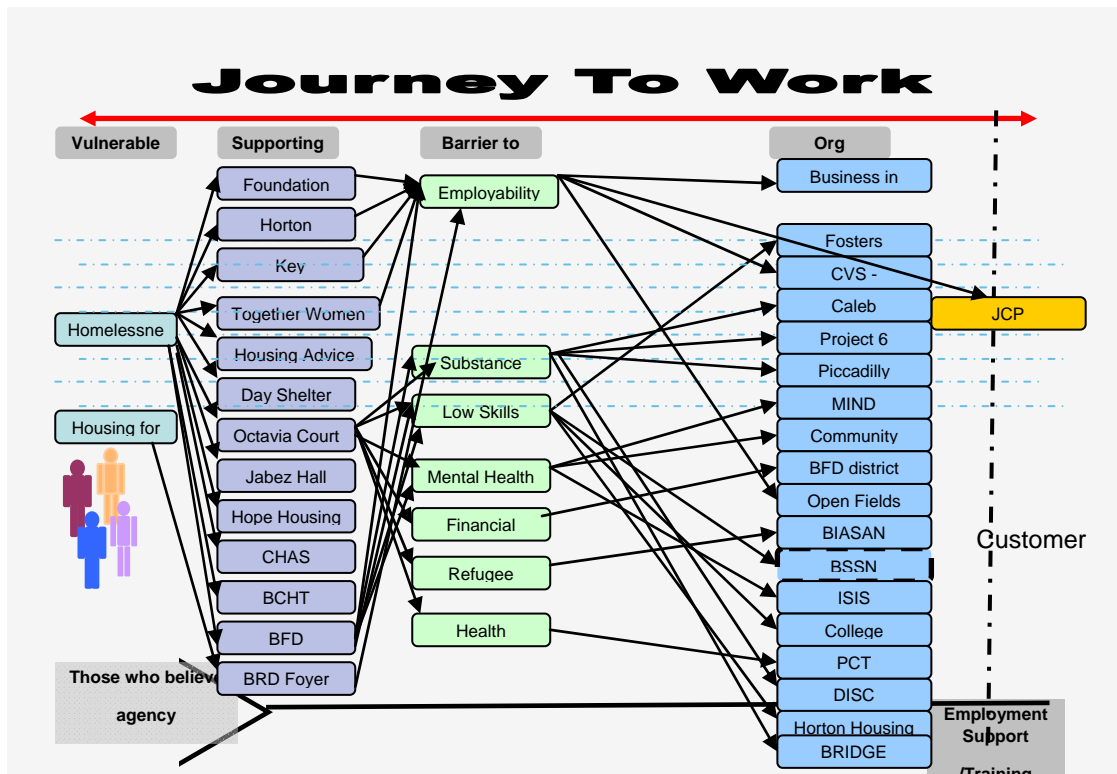 Journey To Work
Vulnerable
Supporting
Barrier to
Org
Foundation
Horton
Key
Together Women
Housing Advice
Day Shelter
Octavia Court
Jabez Hall
Hope Housing
CHAS
BCHT
BFD
BRD Foyer
Homelessne
Housing for
Employability
Substance
Low Skills
Mental Health
Financial
Refugee
Health
Business in
Fosters
CVS -
Caleb
Project 6
Piccadilly
MIND
Community
BFD district
Open Fields
BIASAN
BSSN
ISIS
College
PCT
DISC
Horton Housing
BRIDGE
JCP
Customer
Those who believe
agency
Employment
Support
/Training